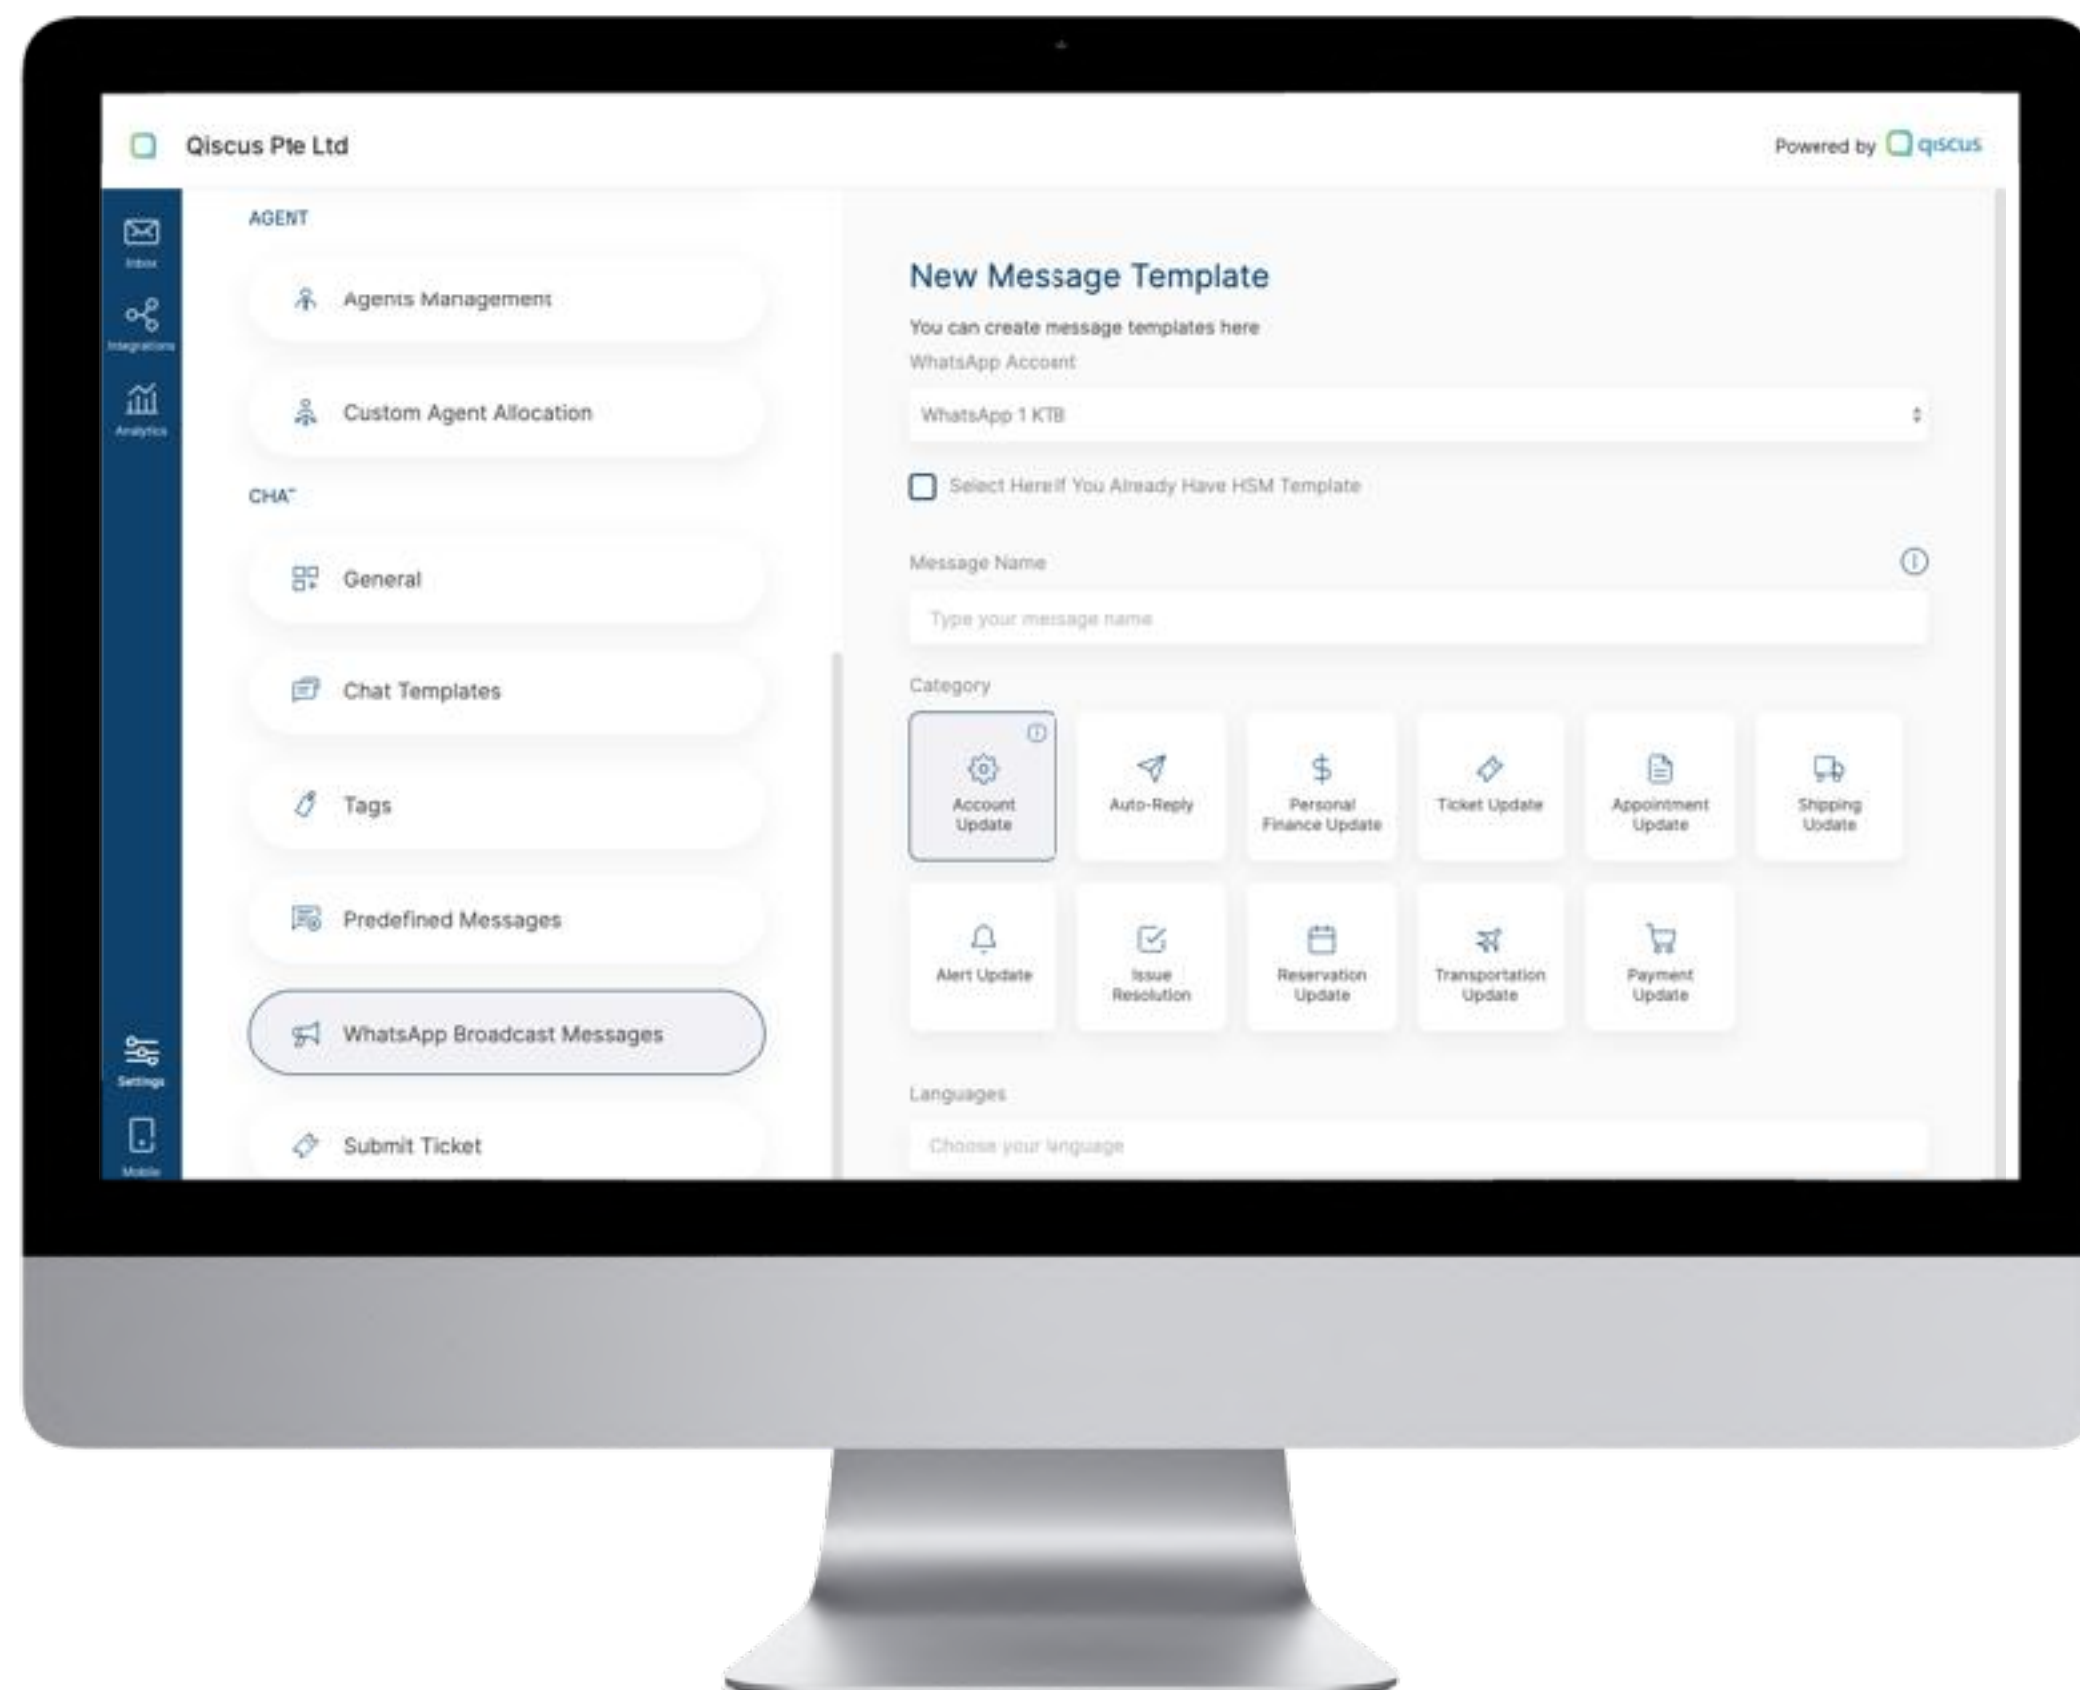 Qiscus Pte Ltd
Powered by qiscus
Inbox
Integrations
Analytics
Settings
Mobile
AGENT
Agents Management
Custom Agent Allocation
CHAT
General
Chat Templates
Tags
Predefined Messages
WhatsApp Broadcast Messages
Submit Ticket
New Message Template
You can create message templates here
WhatsApp Account
WhatsApp 1 KTB
Select Here If You Already Have HSM Template
Message Name
Type your message name
Category
Account
Update
Auto-Reply
Personal
Finance Update
Ticket Update
Appointment
Update
Shipping
Update
Alert Update
Issue
Resolution
Reservation
Update
Transportation
Update
Payment
Update
Languages
Choose your language